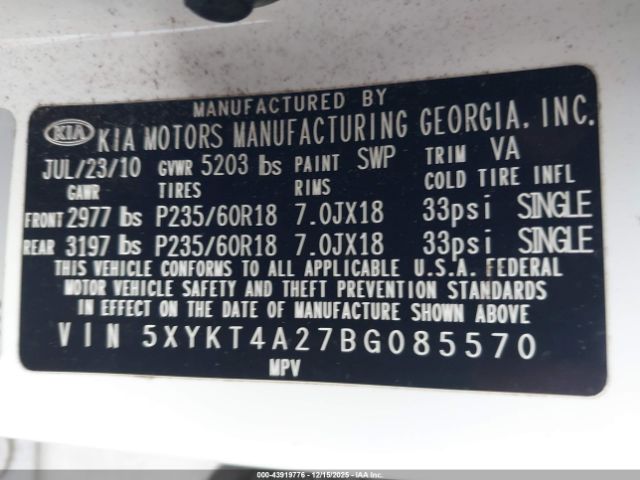 MANUFACTURED BY
KIA KIA MOTORS MANUFACTURING GEORGIA, INC.
JUL/23/10 GVWR 5203 lbs PAINT SWP TRIM VA
GAWR TIRES RIMS COLD TIRE INFL
FRONT 2977 lbs P235/60R18 7.0JX18 33psi SINGLE
REAR 3197 lbs P235/60R18 7.0JX18 33psi SINGLE
THIS VEHICLE CONFORMS TO ALL APPLICABLE U.S.A. FEDERAL
MOTOR VEHICLE SAFETY AND THEFT PREVENTION STANDARDS
IN EFFECT ON THE DATE OF MANUFACTURE SHOWN ABOVE
VIN 5XYKT4A27BG085570
MPV
000-43919776 - 12/15/2025 - IAAI.com